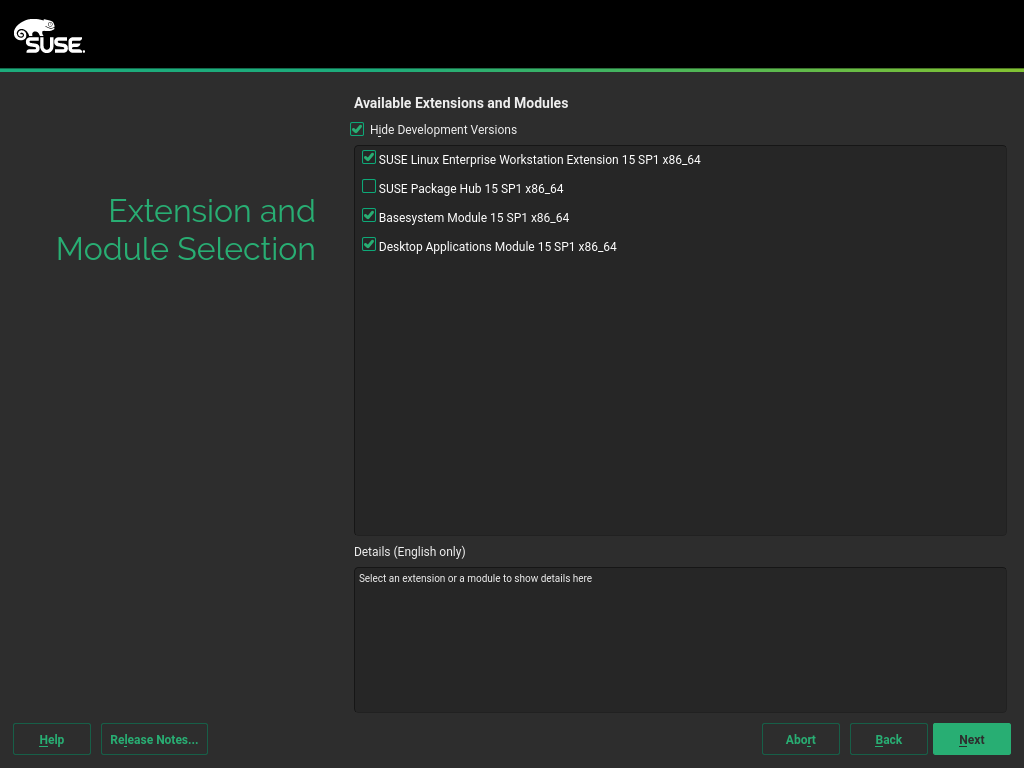 SUSE.
Available Extensions and Modules
Hide Development Versions
SUSE Linux Enterprise Workstation Extension 15 SP1 x86_64
SUSE Package Hub 15 SP1 x86_64
Basesystem Module 15 SP1 x86_64
Desktop Applications Module 15 SP1 x86_64
Extension and
Module Selection
Details (English only)
Select an extension or a module to show details here
Help
Release Notes...
Abort
Back
Next